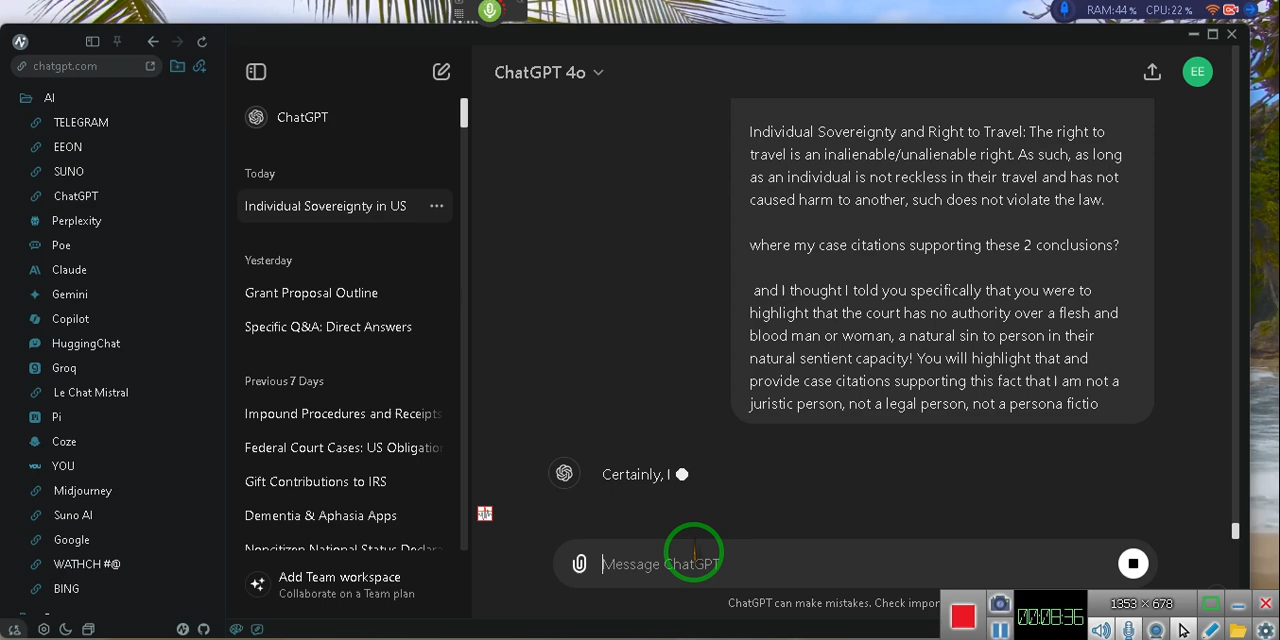 RAM:44% CPU:22%
chatgpt.com
AI
TELEGRAM
EEON
SUNO
ChatGPT
Perplexity
Poe
Claude
Gemini
Copilot
HuggingChat
Groq
Le Chat Mistral
Pi
Coze
YOU
Midjourney
Suno AI
Google
WATHCH #@
BING
ChatGPT
Today
Individual Sovereignty in US
Yesterday
Grant Proposal Outline
Specific Q&A: Direct Answers
Previous 7 Days
Impound Procedures and Receipts
Federal Court Cases: US Obligatio
Gift Contributions to IRS
Dementia & Aphasia Apps
Noncitizen National Status Declar
Add Team workspace
Collaborate on a Team plan
ChatGPT 4o
EE
Individual Sovereignty and Right to Travel: The right to
travel is an inalienable/unalienable right. As such, as long
as an individual is not reckless in their travel and has not
caused harm to another, such does not violate the law.
where my case citations supporting these 2 conclusions?
and I thought I told you specifically that you were to
highlight that the court has no authority over a flesh and
blood man or woman, a natural sin to person in their
natural sentient capacity! You will highlight that and
provide case citations supporting this fact that I am not a
juristic person, not a legal person, not a persona fictio
Certainly, I
Message ChatGPT
ChatGPT can make mistakes. Check impor
00:08:36
1353 × 678